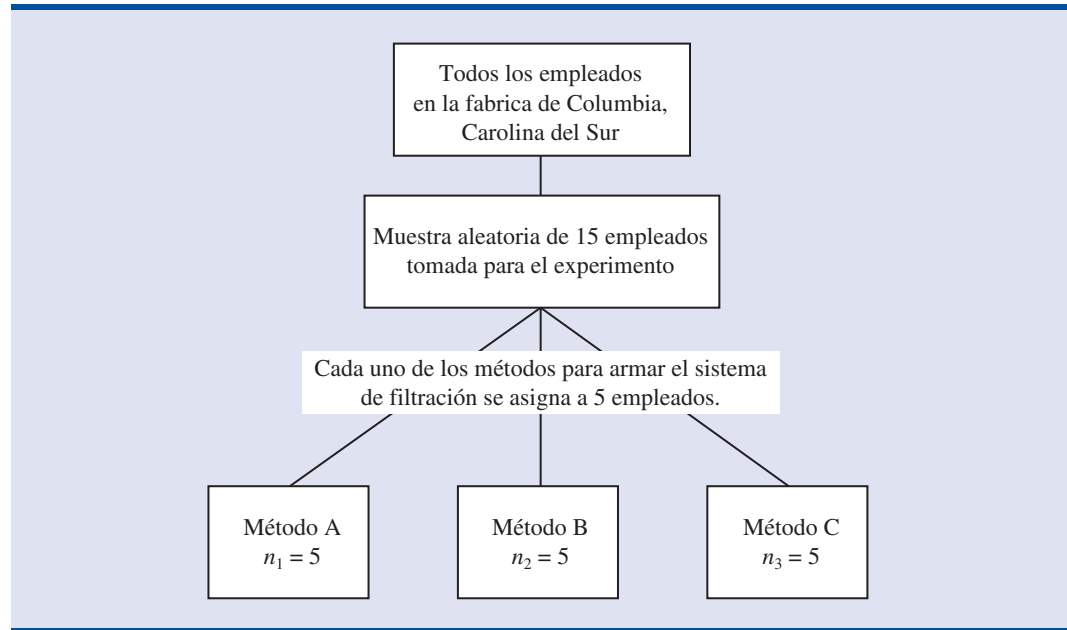 Todos los empleados
en la fabrica de Columbia,
Carolina del Sur
Muestra aleatoria de 15 empleados
tomada para el experimento
Cada uno de los métodos para armar el sistema
de filtración se asigna a 5 empleados.
Método A
n₁ = 5
Método B
n₂ = 5
Método C
n₃ = 5